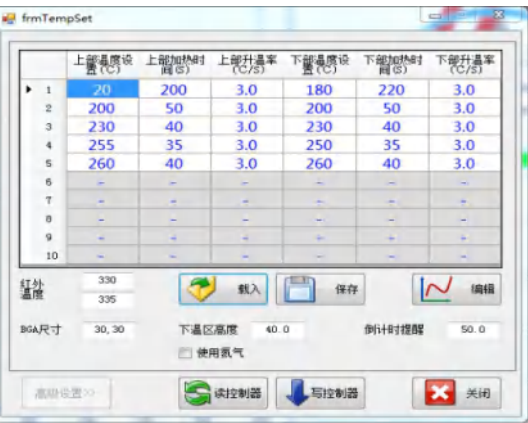 frmTempSet
上部温度设置(℃) 上部加热时间(S) 上部升温率(℃/S) 下部温度设置(℃) 下部加热时间(S) 下部升温率(℃/S)
1 20 200 3.0 180 220 3.0
2 200 50 3.0 200 50 3.0
3 230 40 3.0 230 40 3.0
4 255 35 3.0 250 35 3.0
5 260 40 3.0 260 40 3.0
6 - - - - - -
7 - - - - - -
8 - - - - - -
9 - - - - - -
10 - - - - - -
红外温度 330 载入 保存 编辑
335
BGA尺寸 30,30 下温区高度 40.0 倒计时提醒 50.0
使用氮气
高级设置>> 读控制器 写控制器 关闭